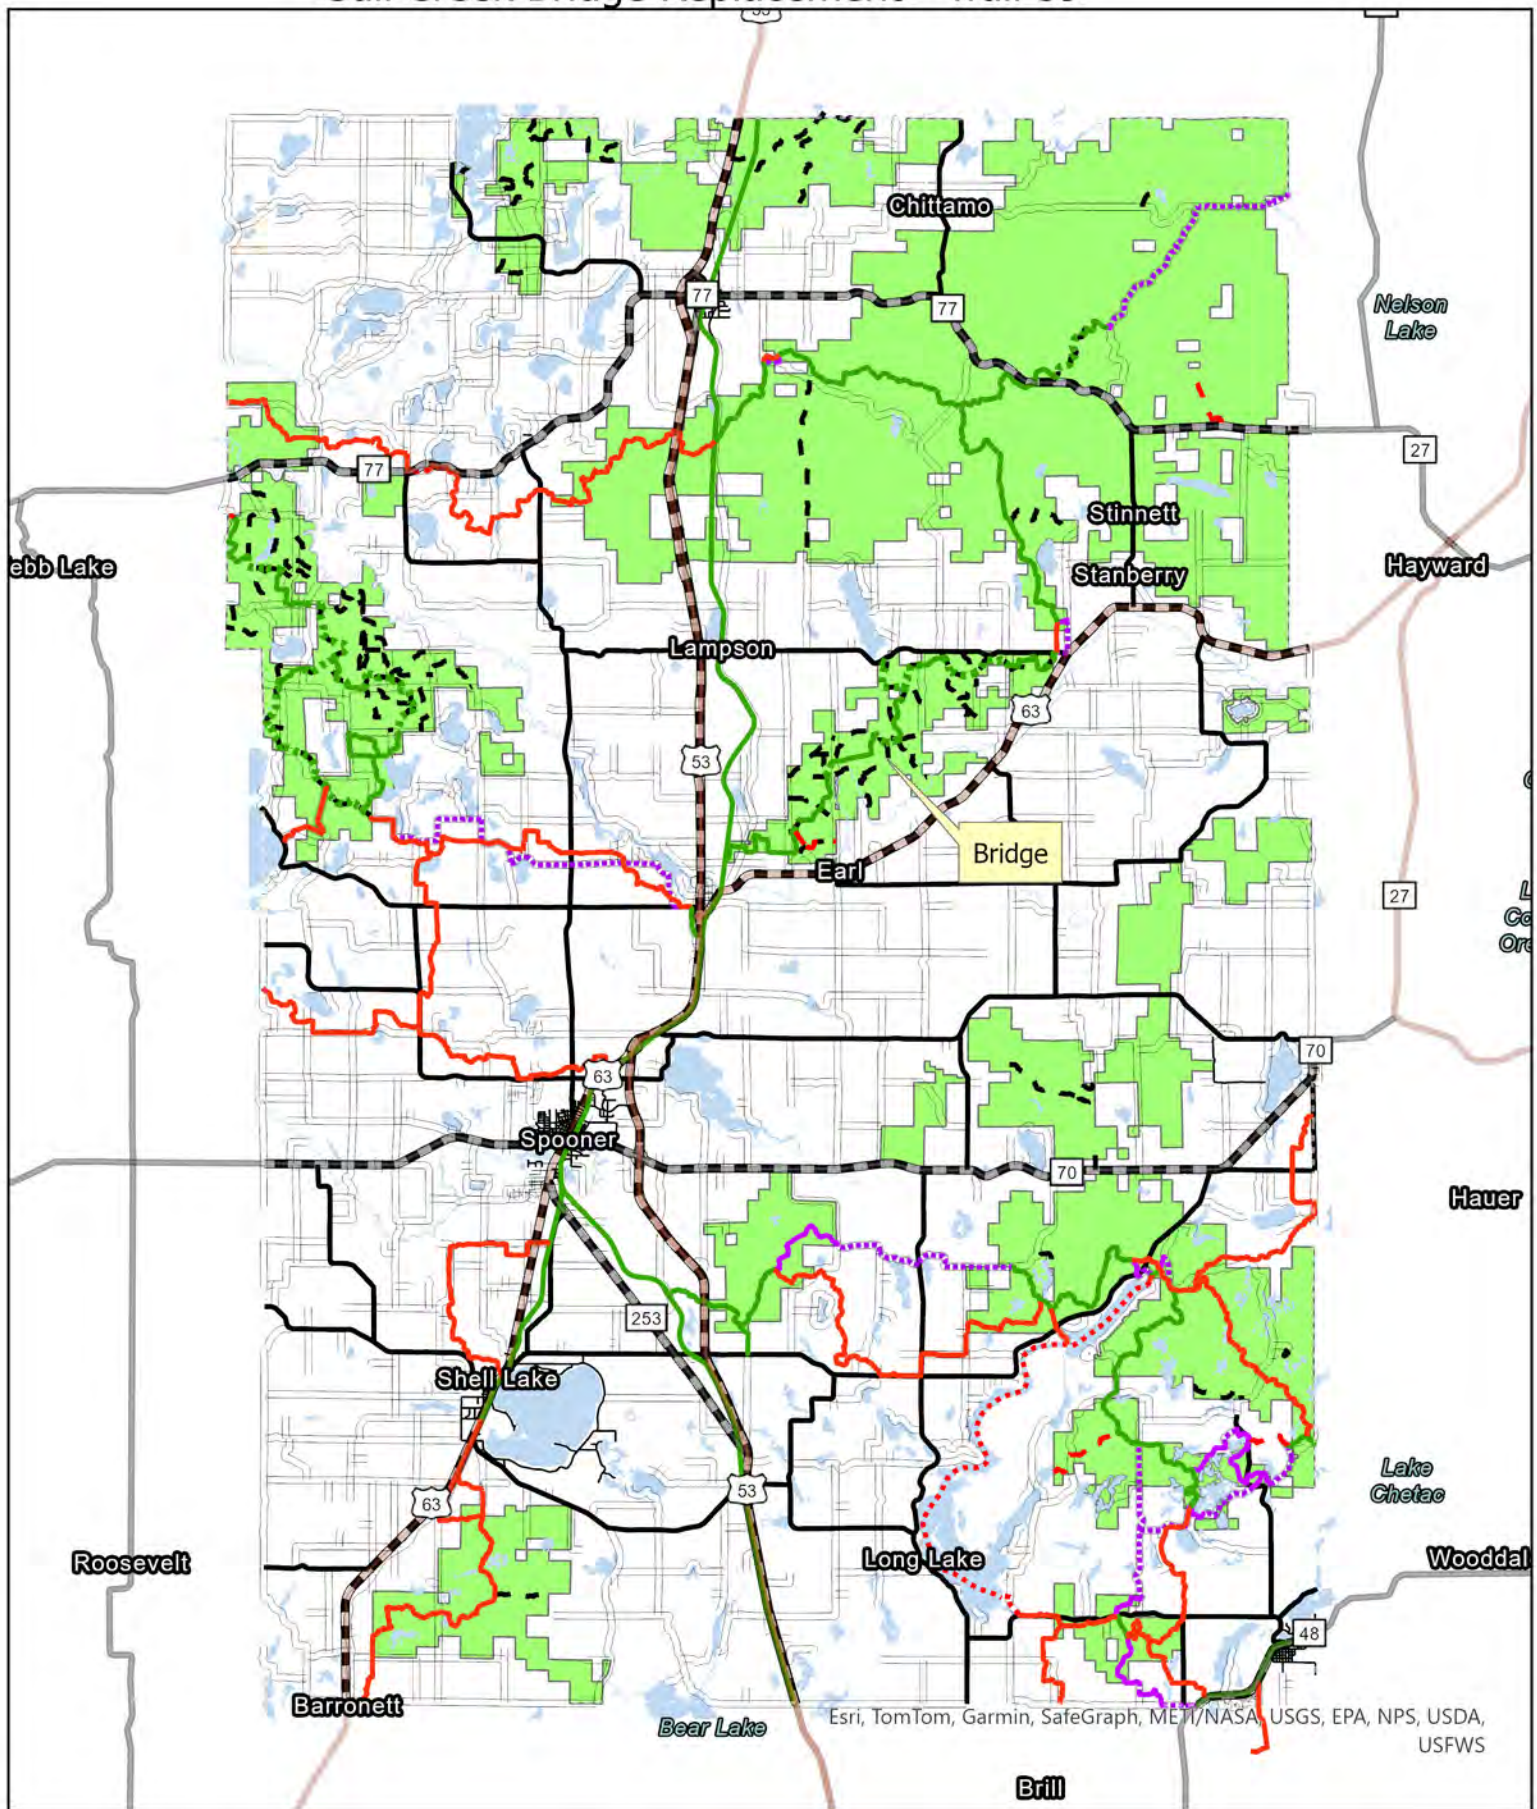 Bridge Replacement
Chittamo
77
77
Nelson
Lake
27
77
Stinnett
ebb Lake
Stanberry
Hayward
Lampson
63
53
Bridge
Earl
27
70
63
Spooner
70
Hauer
253
Shell Lake
63
53
Lake
Chetac
Roosevelt
Long Lake
Wooddal
48
Barronett
Bear Lake
Esri, TomTom, Garmin, SafeGraph, METI/NASA, USGS, EPA, NPS, USDA,
USFWS
Brill